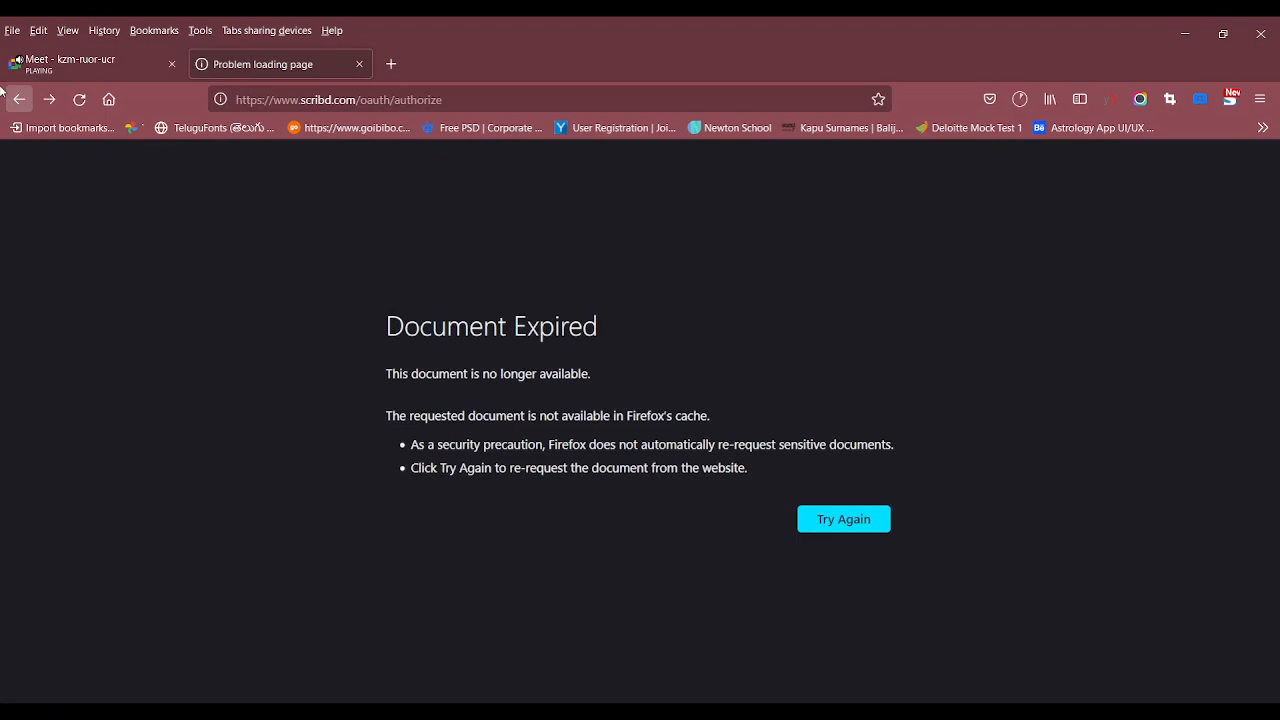 File Edit View History Bookmarks Tools Tabs sharing devices Help
Meet - kzm-ruor-ucr
PLAYING
Problem loading page
https://www.scribd.com/oauth/authorize
New
Import bookmarks... TeluguFonts (తెలుగు ... https://www.goibibo.c... Free PSD | Corporate ... User Registration | Joi... Newton School Kapu Surnames | Balij... Deloitte Mock Test 1 Bē Astrology App UI/UX ...
Document Expired
This document is no longer available.
The requested document is not available in Firefox's cache.
• As a security precaution, Firefox does not automatically re-request sensitive documents.
• Click Try Again to re-request the document from the website.
Try Again